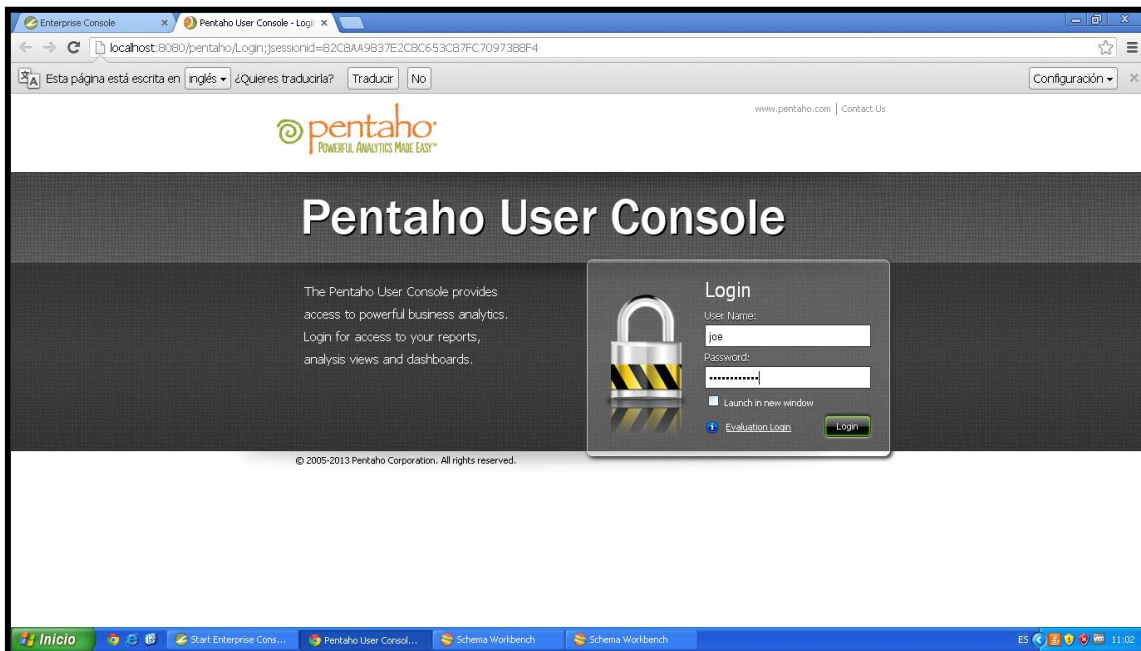 Enterprise Console
Pentaho User Console - Logi
localhost:8080/pentaho/Login;jsessionid=82C8AA9837E2C8C653C87FC7097388F4
Esta página está escrita en inglés ¿Quieres traducirla? Traducir No Configuración
www.pentaho.com | Contact Us
pentaho
POWERFUL ANALYTICS MADE EASY™
Pentaho User Console
The Pentaho User Console provides
access to powerful business analytics.
Login for access to your reports,
analysis views and dashboards.
Login
User Name:
joe
Password:
Launch in new window
Evaluation Login
Login
© 2005-2013 Pentaho Corporation. All rights reserved.
Inicio
Start Enterprise Cons...
Pentaho User Consol...
Schema Workbench
Schema Workbench
ES
11:02